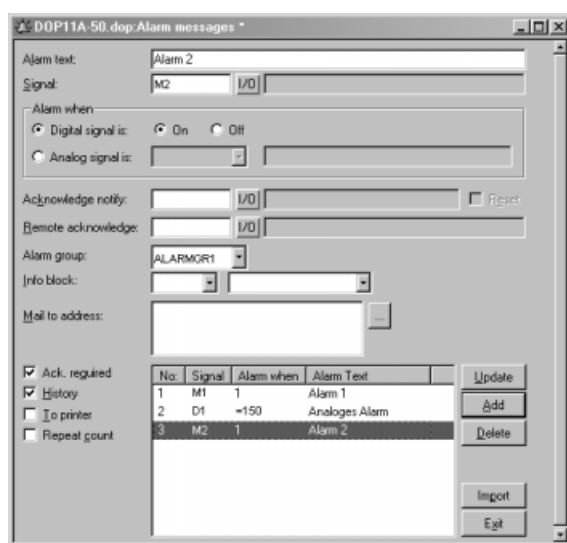 DOP11A-50.dop:Alarm messages *
Alarm text: Alarm 2
Signal: M2 I/O
Alarm when
Digital signal is: On Off
Analog signal is:
Acknowledge notify: I/O Reset
Remote acknowledge: I/O
Alarm group: ALARMGR1
Info block:
Mail to address: ...
Ack. required
History
To printer
Repeat count
No: Signal Alarm when Alarm Text
1 M1 1 Alarm 1
2 D1 =150 Analoges Alarm
3 M2 1 Alarm 2
Update
Add
Delete
Import
Exit